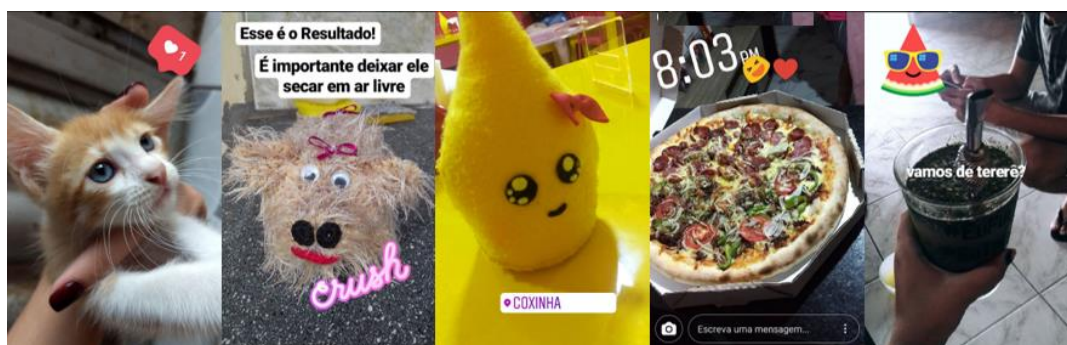 1
Esse é o Resultado!
É importante deixar ele
secar em ar livre
crush
COXINHA
8:03 PM
Escreva uma mensagem...
vamos de tereré?